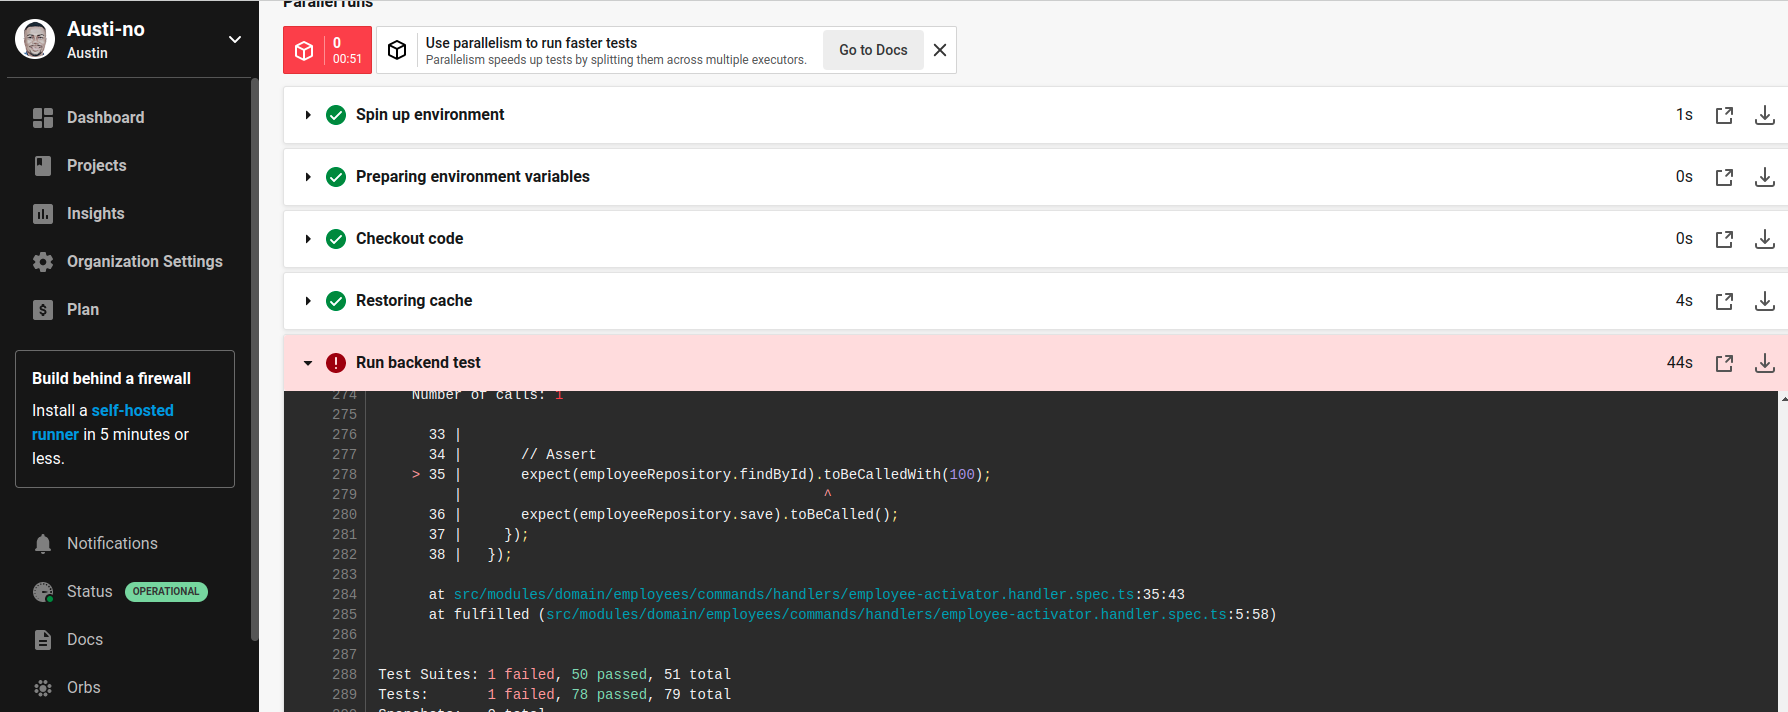 Austi-no
Austin
Dashboard
Projects
Insights
Organization Settings
Plan
Build behind a firewall
Install a self-hosted
runner in 5 minutes or
less.
Notifications
Status OPERATIONAL
Docs
Orbs
Parallel runs
0
00:51
Use parallelism to run faster tests
Parallelism speeds up tests by splitting them across multiple executors.
Go to Docs
Spin up environment 1s
Preparing environment variables 0s
Checkout code 0s
Restoring cache 4s
Run backend test 44s
274 Number of calls: 1
275
276 33 |
277 34 | // Assert
278 > 35 | expect(employeeRepository.findById).toBeCalledWith(100);
279 | ^
280 36 | expect(employeeRepository.save).toBeCalled();
281 37 | });
282 38 | });
283
284 at src/modules/domain/employees/commands/handlers/employee-activator.handler.spec.ts:35:43
285 at fulfilled (src/modules/domain/employees/commands/handlers/employee-activator.handler.spec.ts:5:58)
286
287
288 Test Suites: 1 failed, 50 passed, 51 total
289 Tests: 1 failed, 78 passed, 79 total